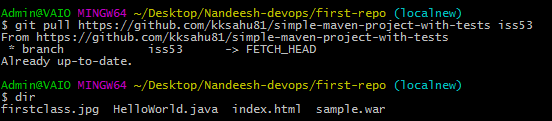 Admin@VAIO MINGW64 ~/Desktop/Nandeesh-devops/first-repo (localnew)
$ git pull https://github.com/kksahu81/simple-maven-project-with-tests iss53
From https://github.com/kksahu81/simple-maven-project-with-tests
 * branch            iss53      -> FETCH_HEAD
Already up-to-date.
Admin@VAIO MINGW64 ~/Desktop/Nandeesh-devops/first-repo (localnew)
$ dir
firstclass.jpg  HelloWorld.java  index.html  sample.war